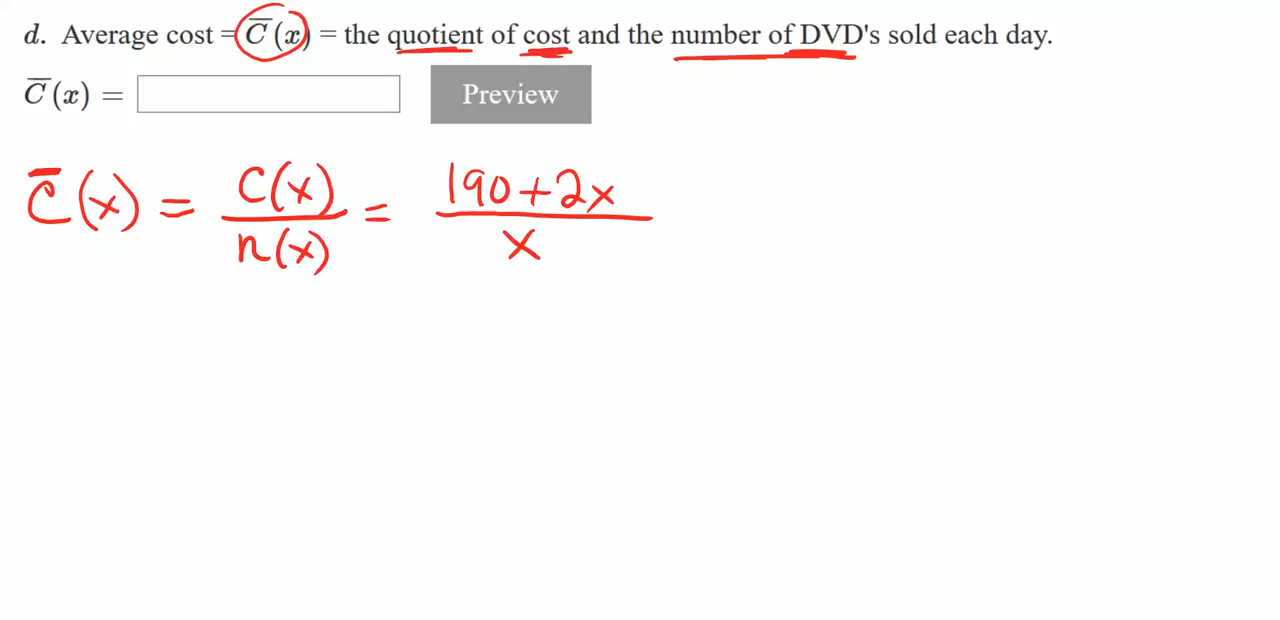 d. Average cost = C̅(x) = the quotient of cost and the number of DVD's sold each day.
C̅(x) = Preview
C̅(x) = C(x)/n(x) = 190+2x/x